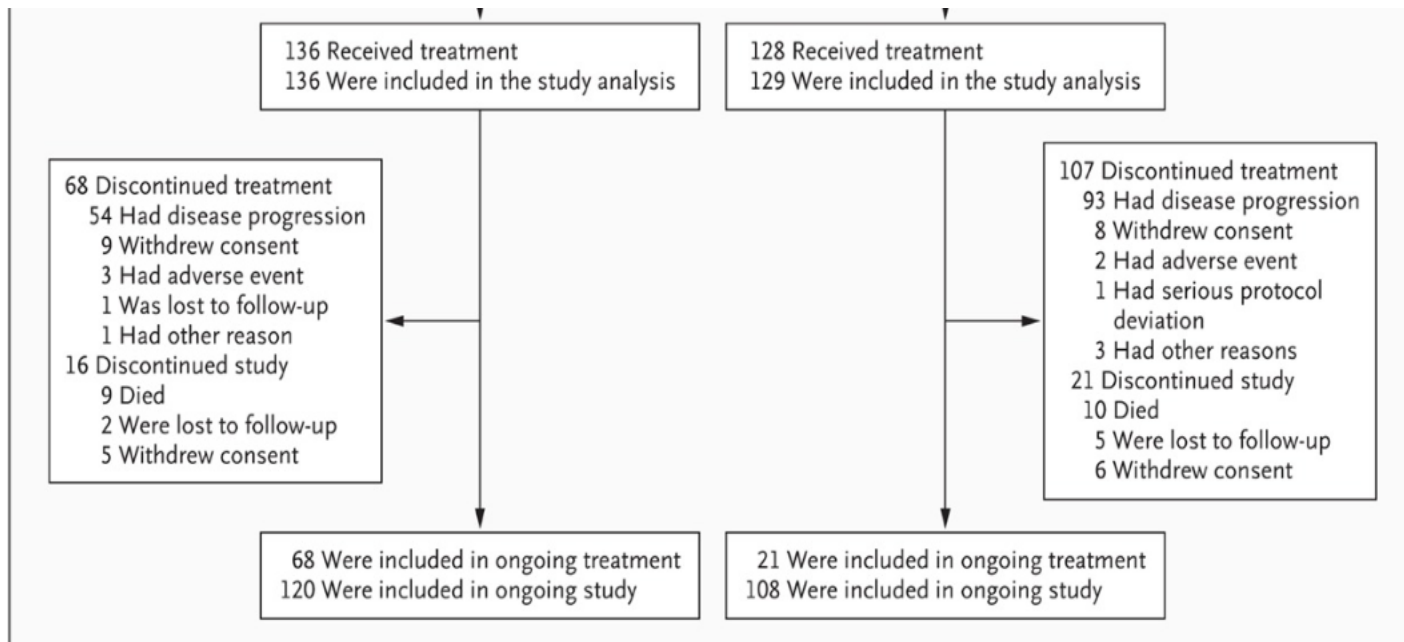 136 Received treatment
136 Were included in the study analysis
128 Received treatment
129 Were included in the study analysis
68 Discontinued treatment
54 Had disease progression
9 Withdrew consent
3 Had adverse event
1 Was lost to follow-up
1 Had other reason
16 Discontinued study
9 Died
2 Were lost to follow-up
5 Withdrew consent
107 Discontinued treatment
93 Had disease progression
8 Withdrew consent
2 Had adverse event
1 Had serious protocol
deviation
3 Had other reasons
21 Discontinued study
10 Died
5 Were lost to follow-up
6 Withdrew consent
68 Were included in ongoing treatment
120 Were included in ongoing study
21 Were included in ongoing treatment
108 Were included in ongoing study